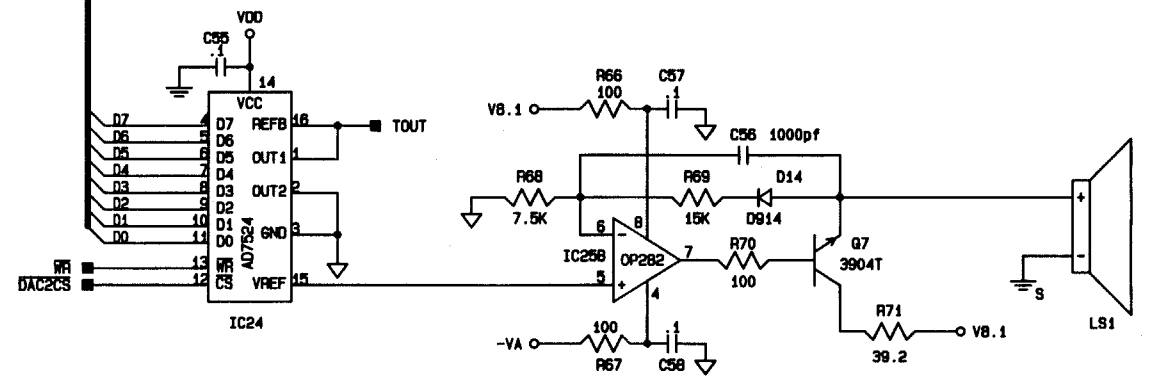 VDD
C55
.1
14
VCC
D7 4 D7 REFB 16 TOUT
D6 5 D6
D5 6 D5 OUT1 1
D4 7 D4
D3 8 D3 OUT2 2
D2 9 D2
D1 10 D1 GND 3
D0 11 D0
AD7524
WR 13 WR
DAC2CS 12 CS VREF 15
IC24
R66 C57
V8.1 100 .1
C56 1000pf
R68 R69 D14
7.5K 15K D914
6 - 8
IC25B OP282 7 R70 Q7
5 + 100 3904T
4
R71
100 .1 V8.1
-VA
R67 C58 39.2
+
-
S
LS1